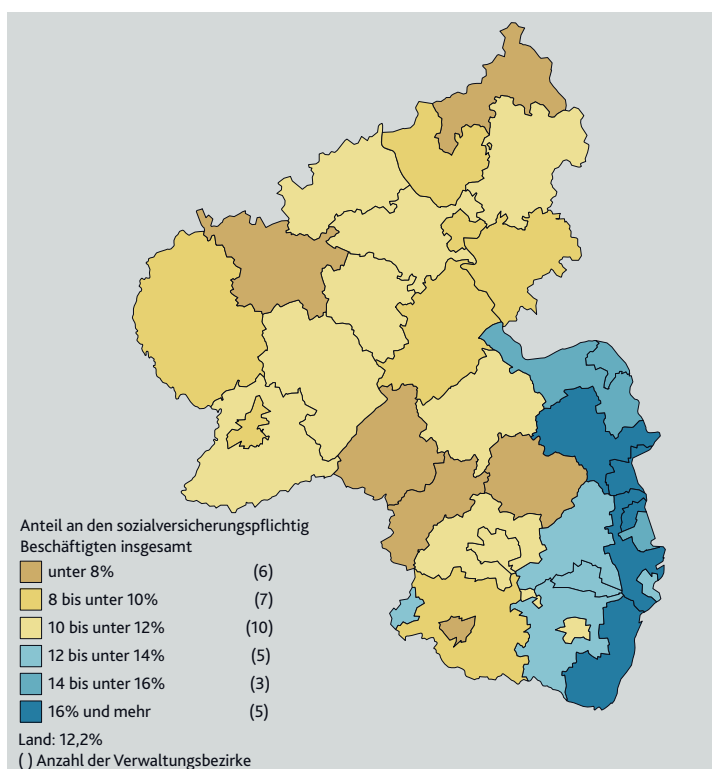 Anteil an den sozialversicherungspflichtig
Beschäftigten insgesamt
unter 8% (6)
8 bis unter 10% (7)
10 bis unter 12% (10)
12 bis unter 14% (5)
14 bis unter 16% (3)
16% und mehr (5)
Land: 12,2%
( ) Anzahl der Verwaltungsbezirke